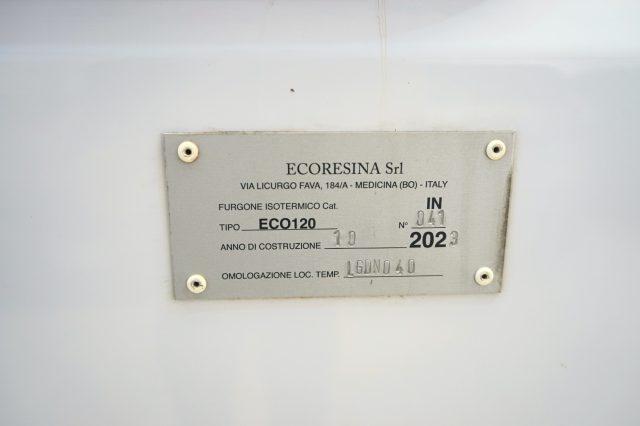 ECORESINA Srl
VIA LICURGO FAVA, 184/A - MEDICINA (BO) - ITALY
FURGONE ISOTERMICO Cat. IN
TIPO ECO120 N° 041
ANNO DI COSTRUZIONE 10 2023
OMOLOGAZIONE LOC. TEMP. LGDNO40